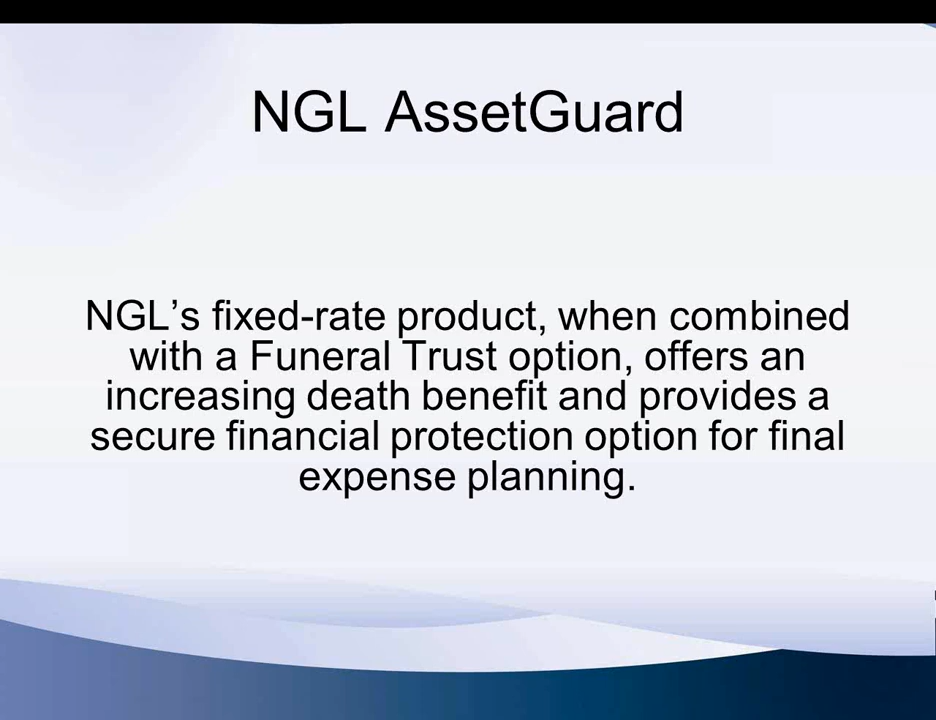 NGL AssetGuard
NGL’s fixed-rate product, when combined
with a Funeral Trust option, offers an
increasing death benefit and provides a
secure financial protection option for final
expense planning.